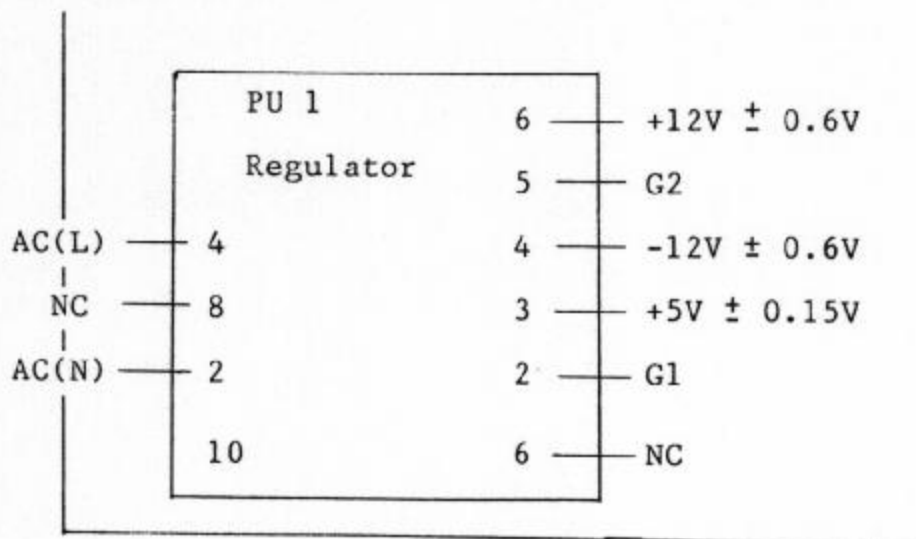 PU 1 6 +12V ± 0.6V
Regulator 5 G2
AC(L) 4 4 -12V ± 0.6V
NC 8 3 +5V ± 0.15V
AC(N) 2 2 G1
10 6 NC